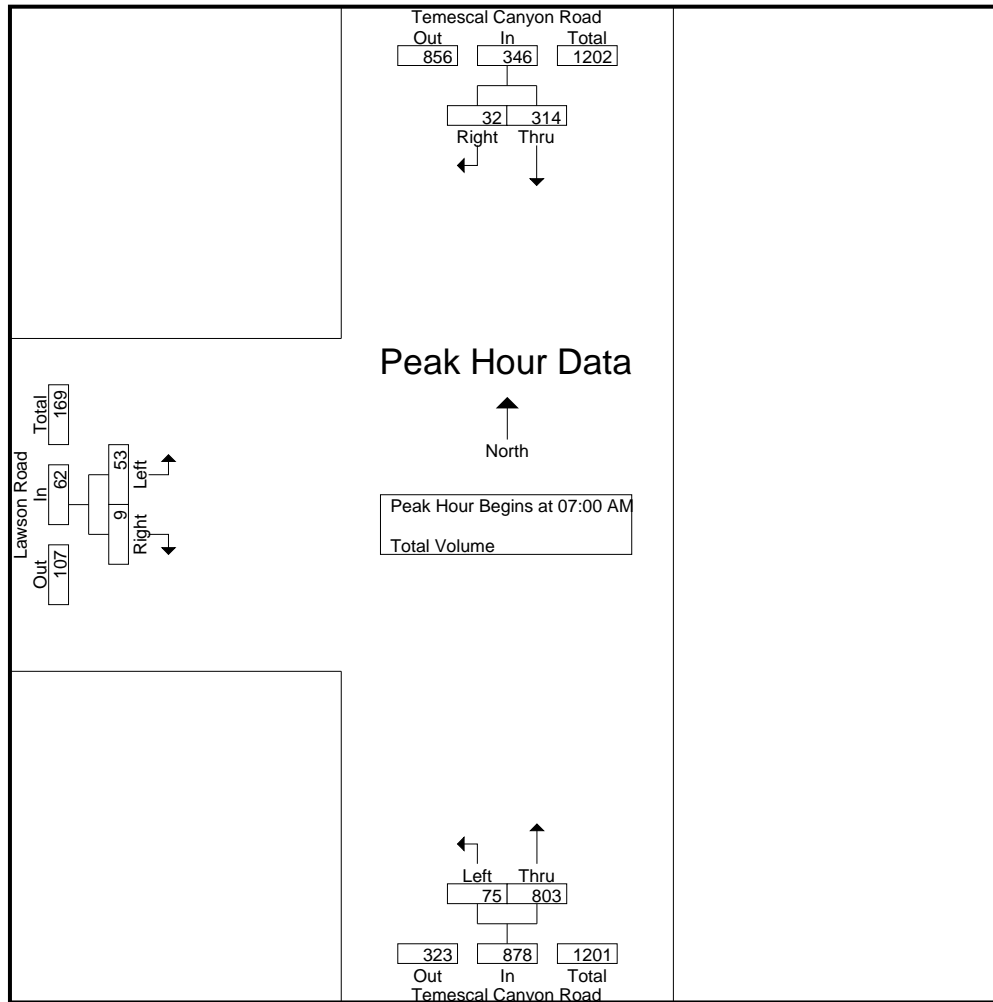 Temescal Canyon Road
Out In Total
856 346 1202
32 314
Right Thru
Peak Hour Data
North
Peak Hour Begins at 07:00 AM
Total Volume
Lawson Road
Out In Total
107 62 169
9 53
Right Left
Left Thru
75 803
323 878 1201
Out In Total
Temescal Canyon Road